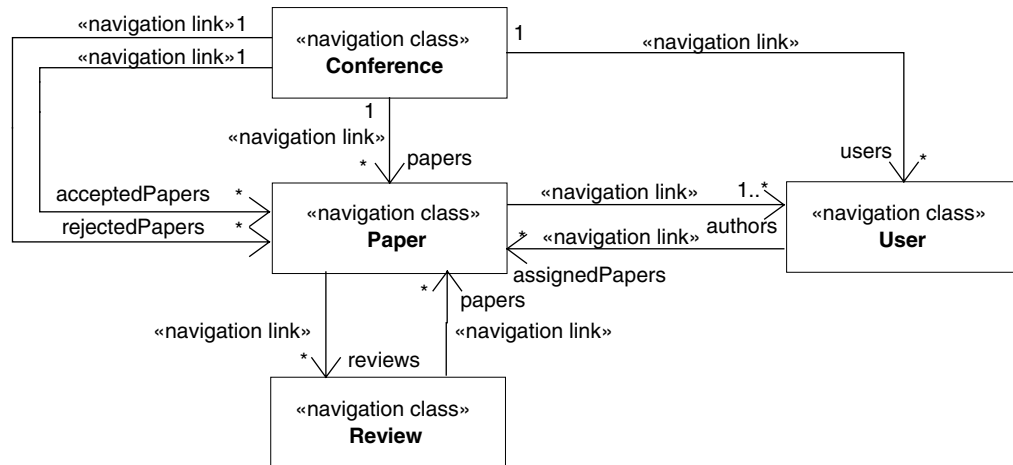 «navigation link» 1
«navigation link» 1
«navigation class»
Conference
1
«navigation link»
1
«navigation link»
* papers
users *
acceptedPapers *
rejectedPapers *
«navigation class»
Paper
«navigation link» 1..*
authors
* «navigation link»
assignedPapers
«navigation class»
User
* papers
«navigation link»
«navigation link»
* reviews
«navigation class»
Review